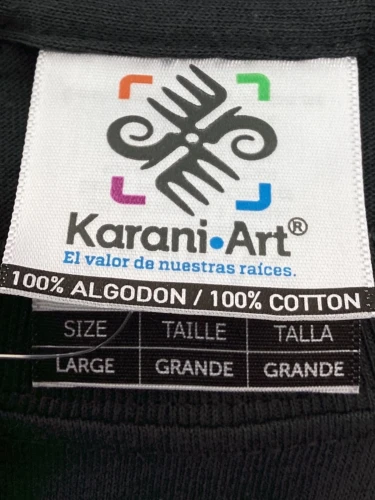 Karani•Art®
El valor de nuestras raíces.
100% ALGODON / 100% COTTON
SIZE TAILLE TALLA
LARGE GRANDE GRANDE